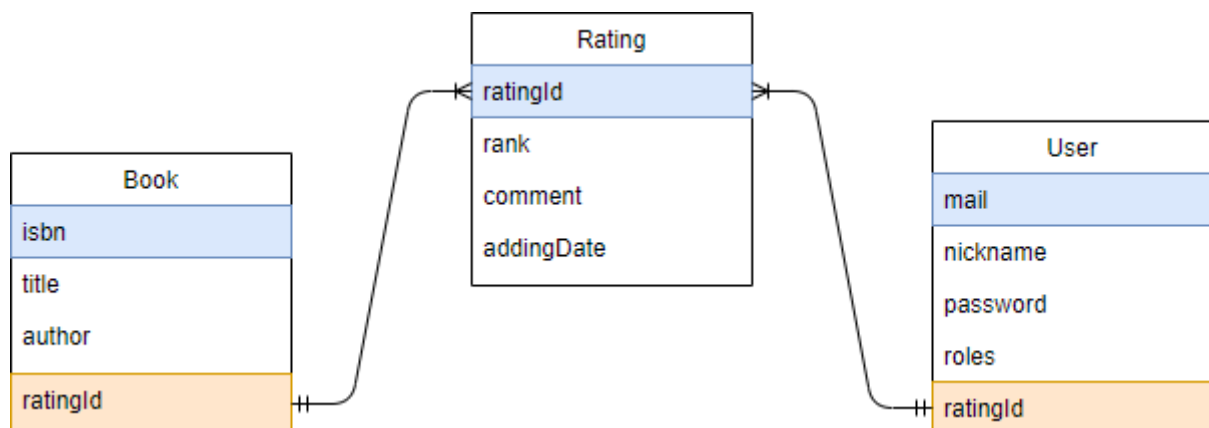 Rating
ratingId
rank
comment
addingDate
Book
isbn
title
author
ratingId
User
mail
nickname
password
roles
ratingId